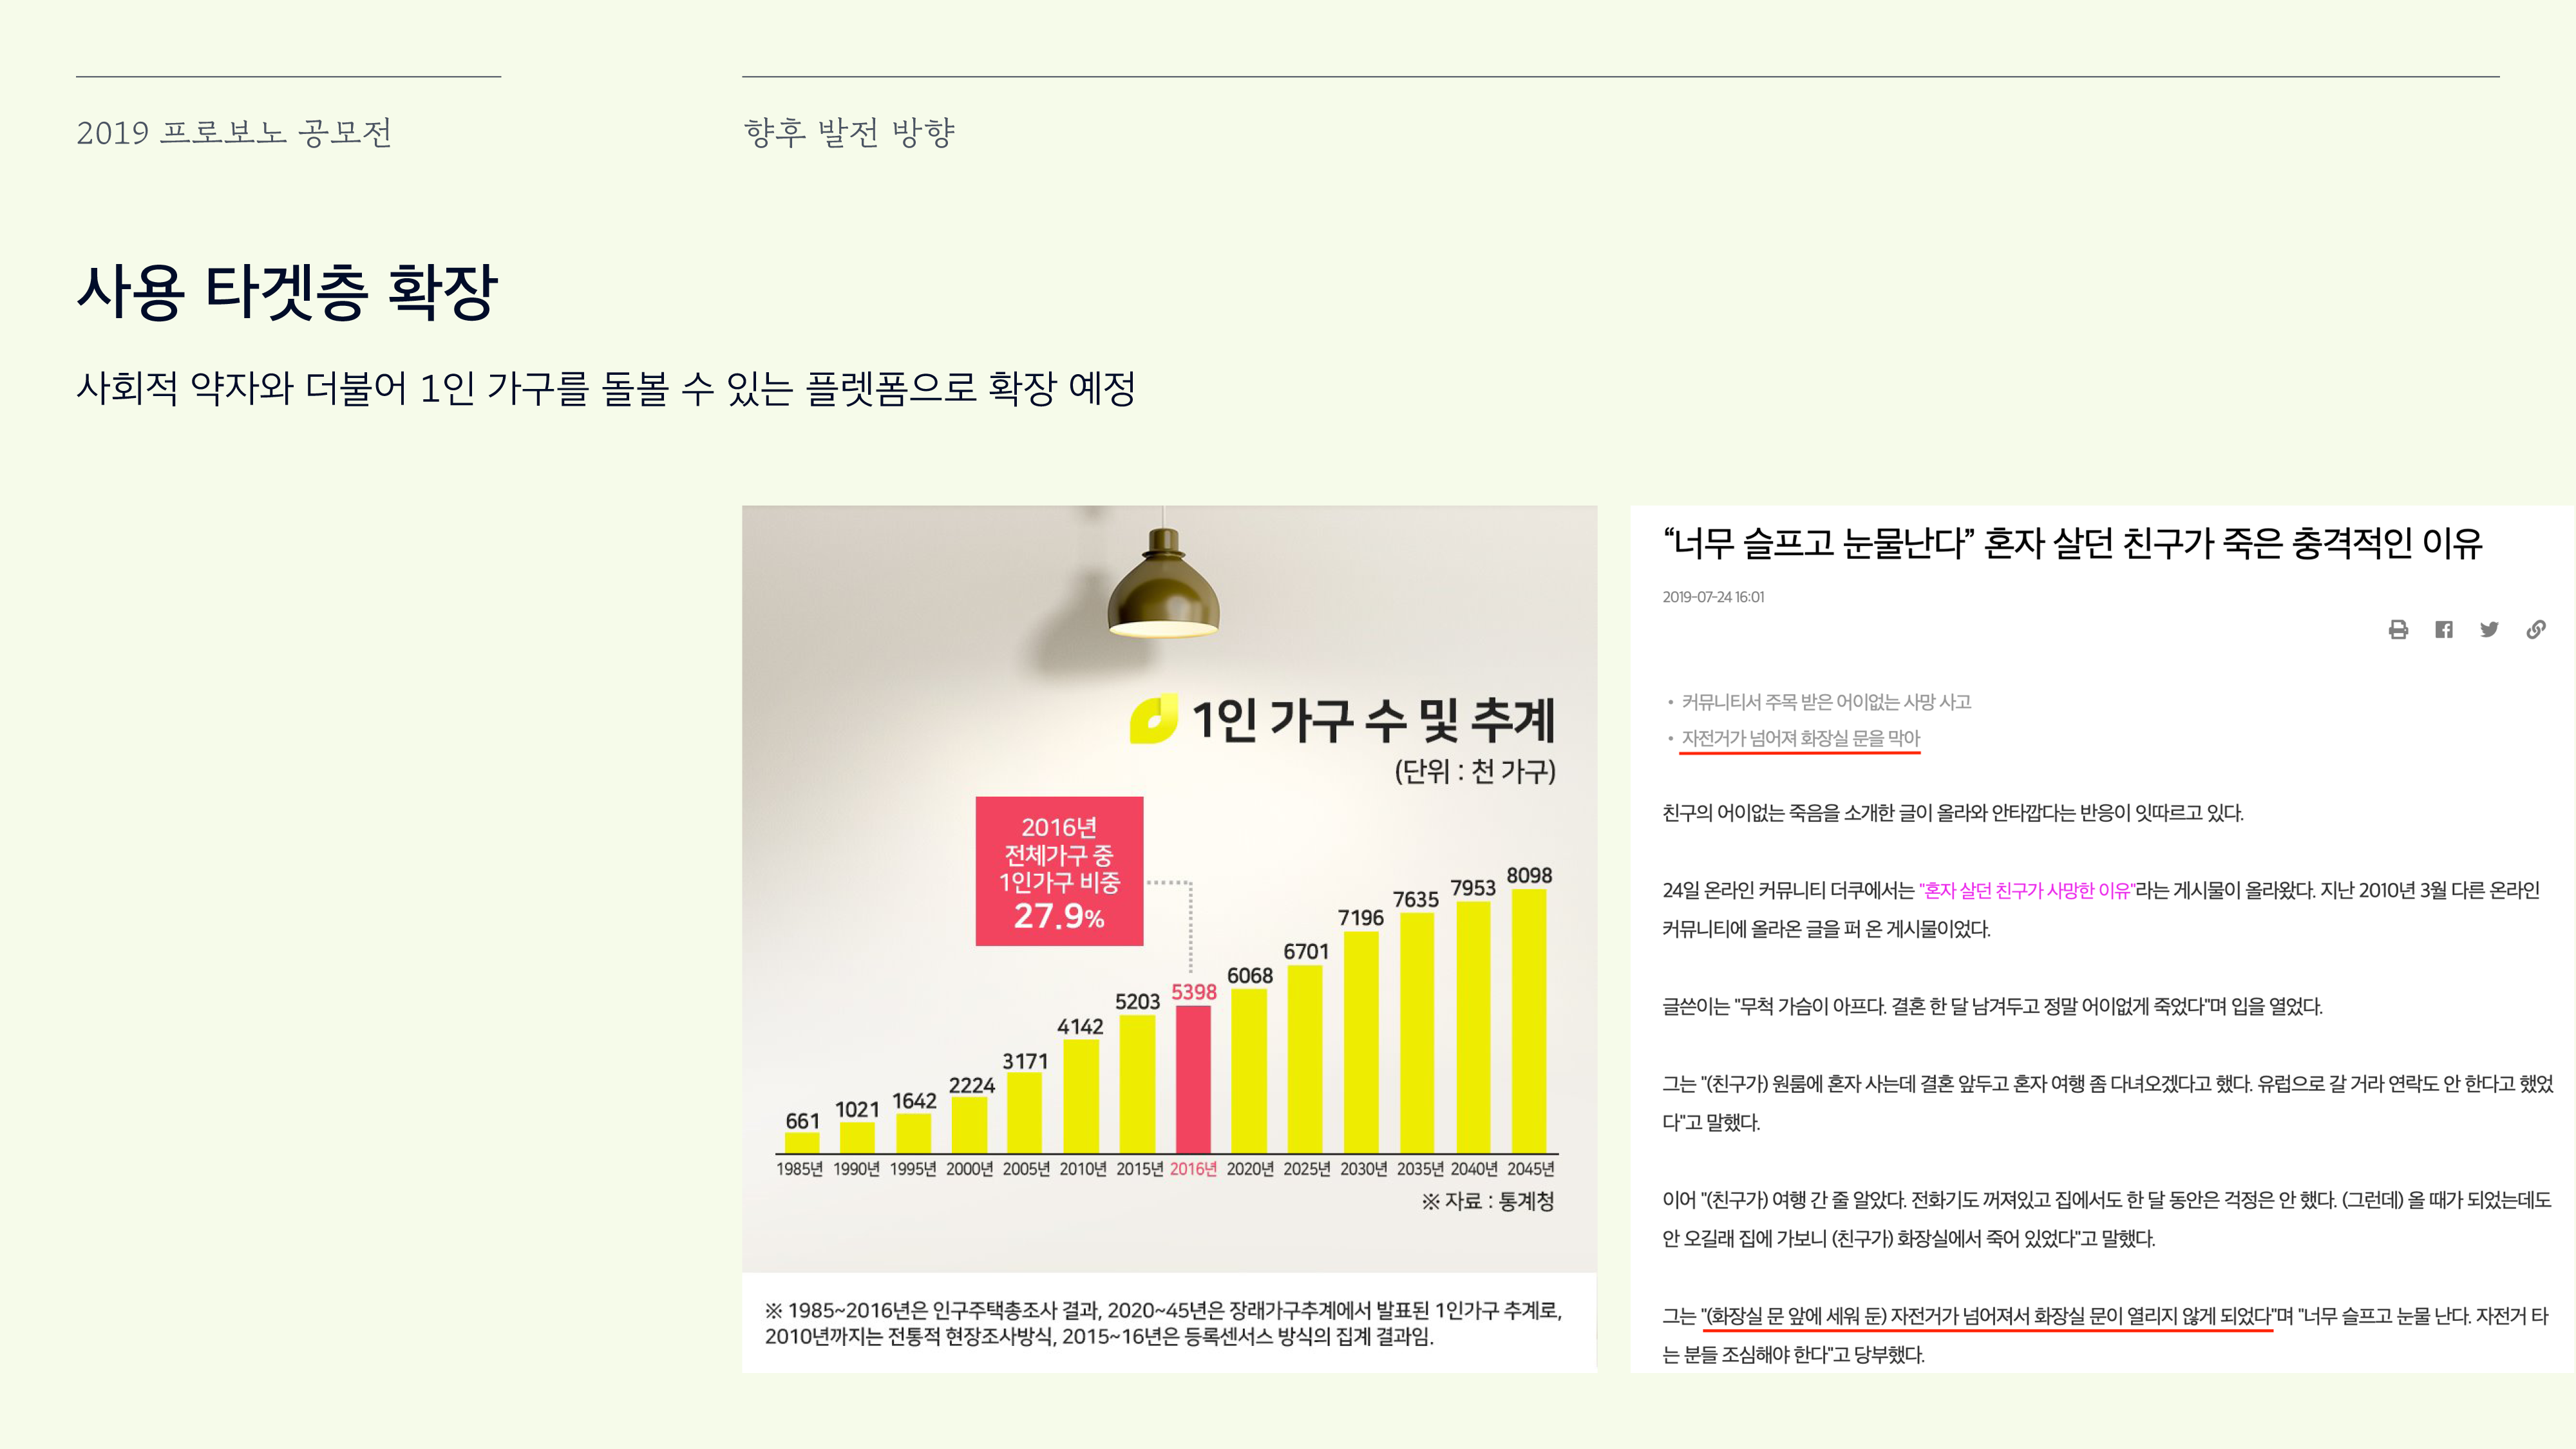 2019 프로보노 공모전
향후 발전 방향
사용 타겟층 확장
사회적 약자와 더불어 1인 가구를 돌볼 수 있는 플렛폼으로 확장 예정
1인 가구 수 및 추계
(단위 : 천 가구)
2016년
전체가구 중
1인가구 비중
27.9%
661 1021 1642 2224 3171 4142 5203 5398 6068 6701 7196 7635 7953 8098
1985년 1990년 1995년 2000년 2005년 2010년 2015년 2016년 2020년 2025년 2030년 2035년 2040년 2045년
※ 자료 : 통계청
※ 1985~2016년은 인구주택총조사 결과, 2020~45년은 장래가구추계에서 발표된 1인가구 추계로,
2010년까지는 전통적 현장조사방식, 2015~16년은 등록센서스 방식의 집계 결과임.
“너무 슬프고 눈물난다” 혼자 살던 친구가 죽은 충격적인 이유
2019-07-24 16:01
• 커뮤니티서 주목 받은 어이없는 사망 사고
• 자전거가 넘어져 화장실 문을 막아
친구의 어이없는 죽음을 소개한 글이 올라와 안타깝다는 반응이 잇따르고 있다.
24일 온라인 커뮤니티 더쿠에서는 "혼자 살던 친구가 사망한 이유"라는 게시물이 올라왔다. 지난 2010년 3월 다른 온라인
커뮤니티에 올라온 글을 퍼 온 게시물이었다.
글쓴이는 "무척 가슴이 아프다. 결혼 한 달 남겨두고 정말 어이없게 죽었다"며 입을 열었다.
그는 "(친구가) 원룸에 혼자 사는데 결혼 앞두고 혼자 여행 좀 다녀오겠다고 했다. 유럽으로 갈 거라 연락도 안 한다고 했었
다"고 말했다.
이어 "(친구가) 여행 간 줄 알았다. 전화기도 꺼져있고 집에서도 한 달 동안은 걱정은 안 했다. (그런데) 올 때가 되었는데도
안 오길래 집에 가보니 (친구가) 화장실에서 죽어 있었다"고 말했다.
그는 "(화장실 문 앞에 세워 둔) 자전거가 넘어져서 화장실 문이 열리지 않게 되었다"며 "너무 슬프고 눈물 난다. 자전거 타
는 분들 조심해야 한다"고 당부했다.